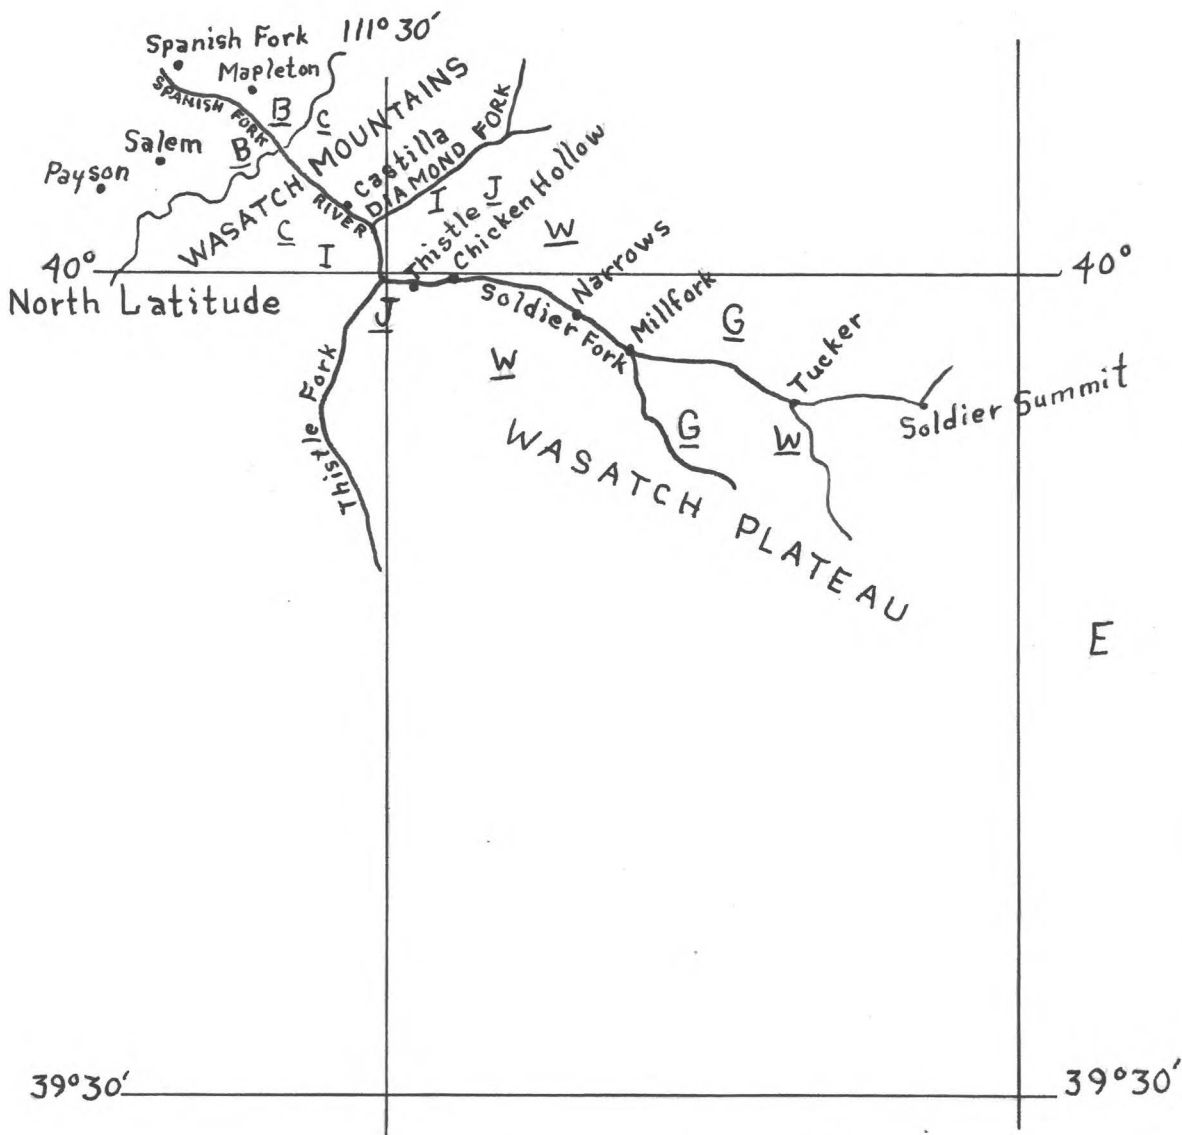 Spanish Fork
111° 30'
Mapleton
SPANISH FORK RIVER
B
C
WASATCH MOUNTAINS
Salem
B
Payson
Castilla
DIAMOND FORK
I
J
Thistle
Chicken Hollow
C
I
W
40°
40°
North Latitude
J
Soldier Fork
Narrows
Millfork
G
W
Tucker
Soldier Summit
Thistle Fork
G
W
WASATCH PLATEAU
E
39°30'
39°30'